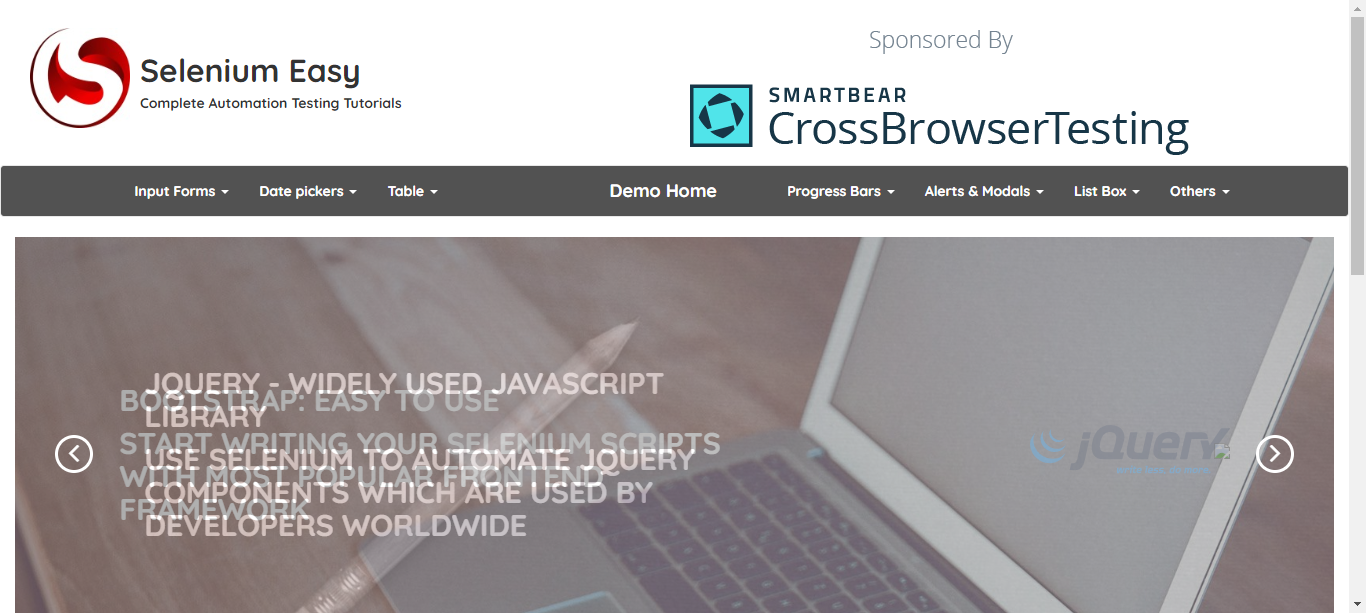 Selenium Easy
Complete Automation Testing Tutorials
Sponsored By
SMARTBEAR
CrossBrowserTesting
Input Forms
Date pickers
Table
Demo Home
Progress Bars
Alerts & Modals
List Box
Others
JQUERY - WIDELY USED JAVASCRIPT
LIBRARY
USE SELENIUM TO AUTOMATE JQUERY
COMPONENTS WHICH ARE USED BY
DEVELOPERS WORLDWIDE
BOOTSTRAP: EASY TO USE
START WRITING YOUR SELENIUM SCRIPTS
WITH MOST POPULAR FRONTEND
FRAMEWORK
jQuery